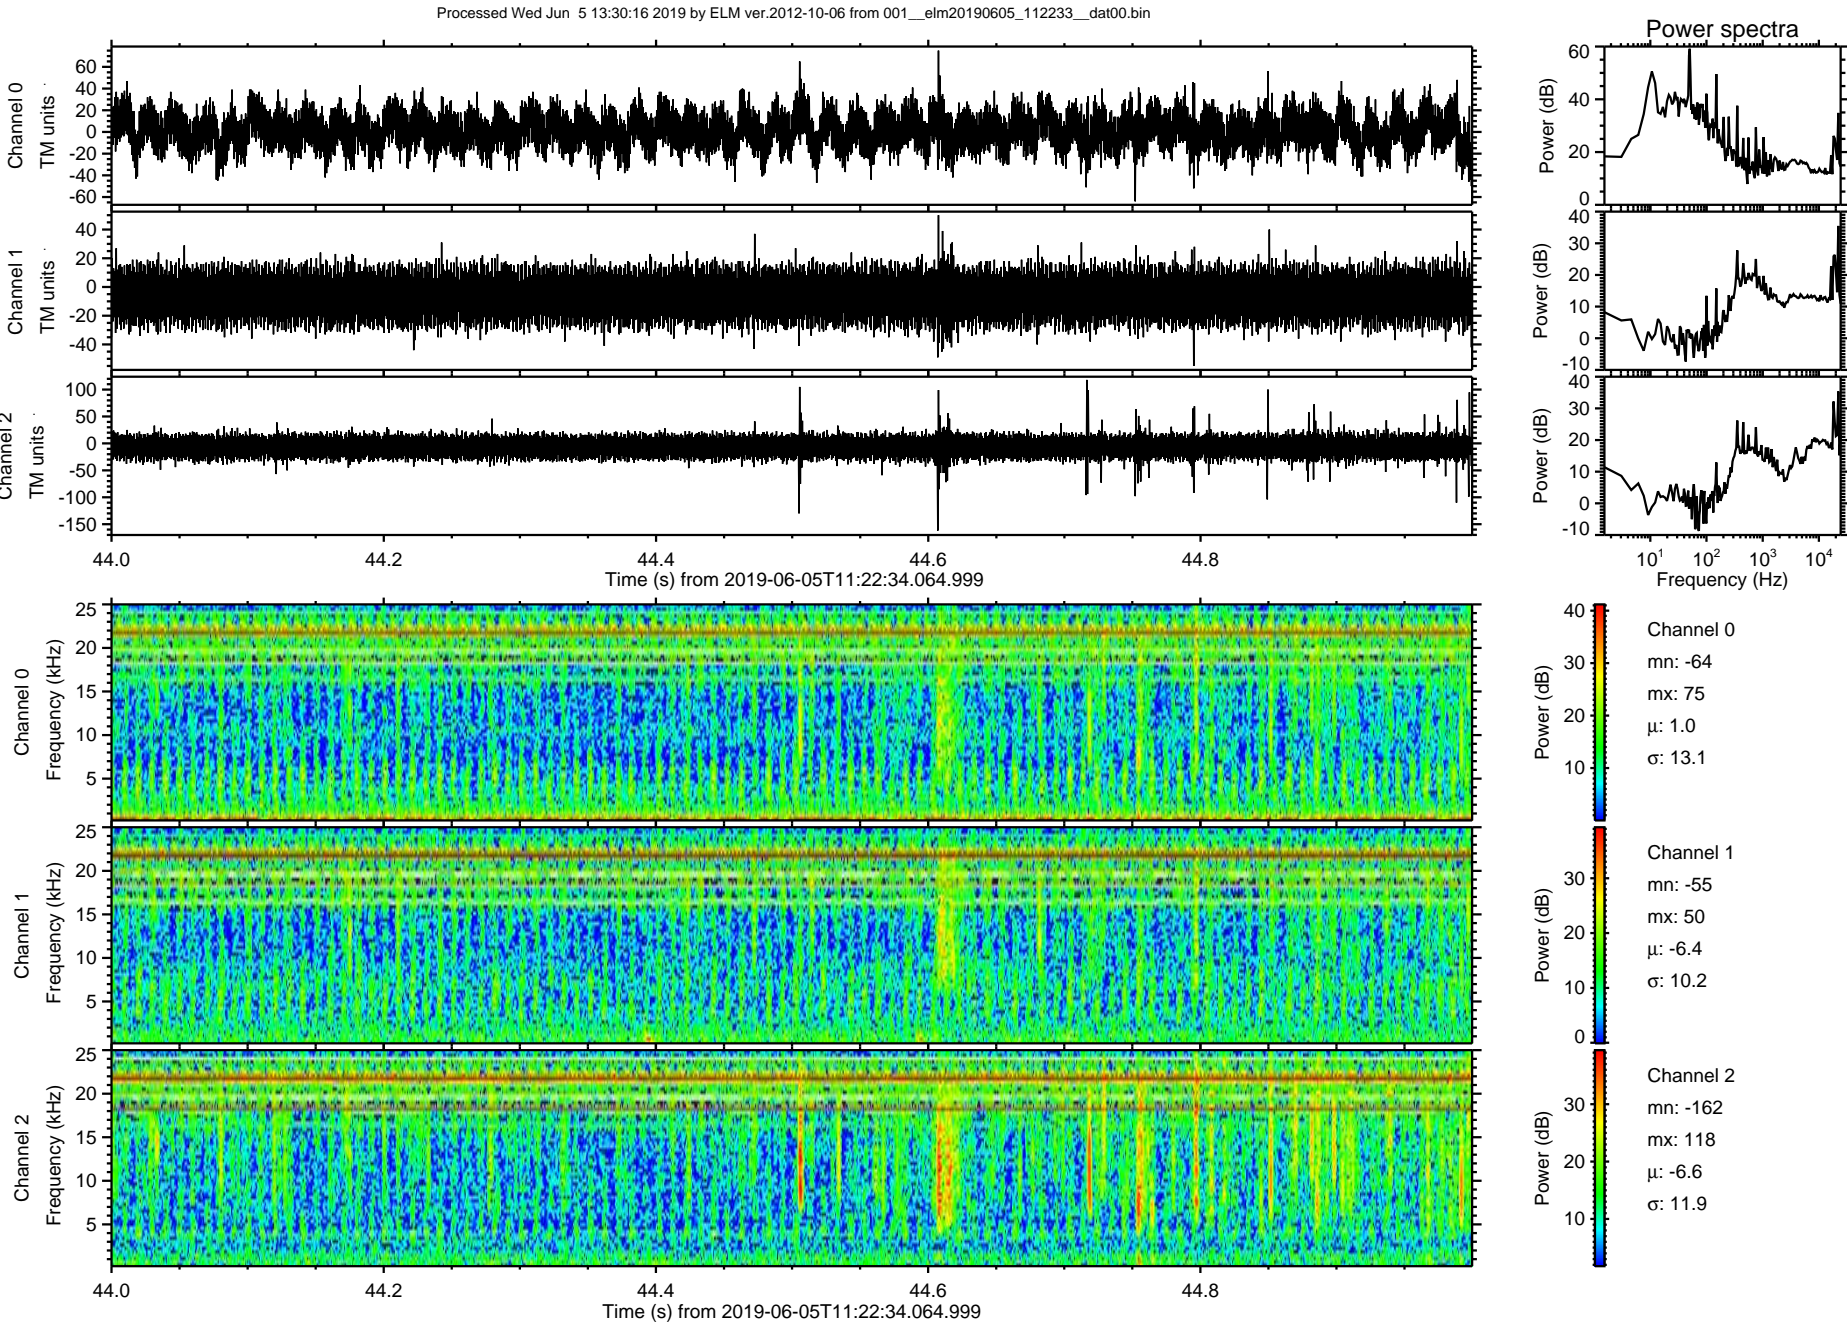 Processed Wed Jun  5 13:30:16 2019 by ELM ver.2012-10-06 from 001__elm20190605_112233__dat00.bin
Power spectra
Channel 0
TM units
60
40
20
0
-20
-40
-60
Power (dB)
60
40
20
0
Channel 1
TM units
40
20
0
-20
-40
Power (dB)
40
30
20
10
0
-10
Channel 2
TM units
100
50
0
-50
-100
-150
Power (dB)
40
30
20
10
0
-10
44.0 44.2 44.4 44.6 44.8
Time (s) from 2019-06-05T11:22:34.064.999
10^1 10^2 10^3 10^4
Frequency (Hz)
Channel 0
Frequency (kHz)
25
20
15
10
5
Power (dB)
40
30
20
10
Channel 0
mn: -64
mx: 75
μ: 1.0
σ: 13.1
Channel 1
Frequency (kHz)
25
20
15
10
5
Power (dB)
30
20
10
0
Channel 1
mn: -55
mx: 50
μ: -6.4
σ: 10.2
Channel 2
Frequency (kHz)
25
20
15
10
5
Power (dB)
30
20
10
Channel 2
mn: -162
mx: 118
μ: -6.6
σ: 11.9
44.0 44.2 44.4 44.6 44.8
Time (s) from 2019-06-05T11:22:34.064.999